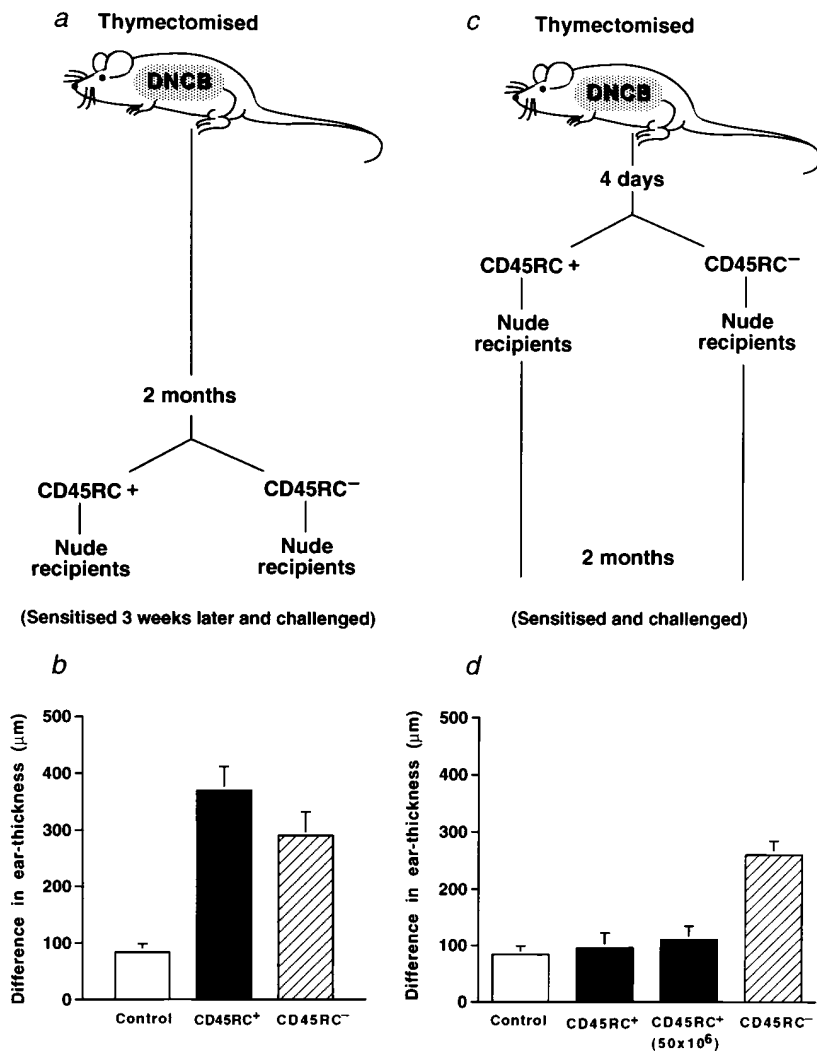 a Thymectomised
DNCB
2 months
CD45RC + CD45RC⁻
Nude recipients Nude recipients
(Sensitised 3 weeks later and challenged)
c Thymectomised
DNCB
4 days
CD45RC + CD45RC⁻
Nude recipients Nude recipients
2 months
(Sensitised and challenged)
b
Difference in ear-thickness (μm)
500
400
300
200
100
0
Control CD45RC⁺ CD45RC⁻
d
Difference in ear-thickness (μm)
500
400
300
200
100
0
Control CD45RC⁺ CD45RC⁺ (50x10⁶) CD45RC⁻